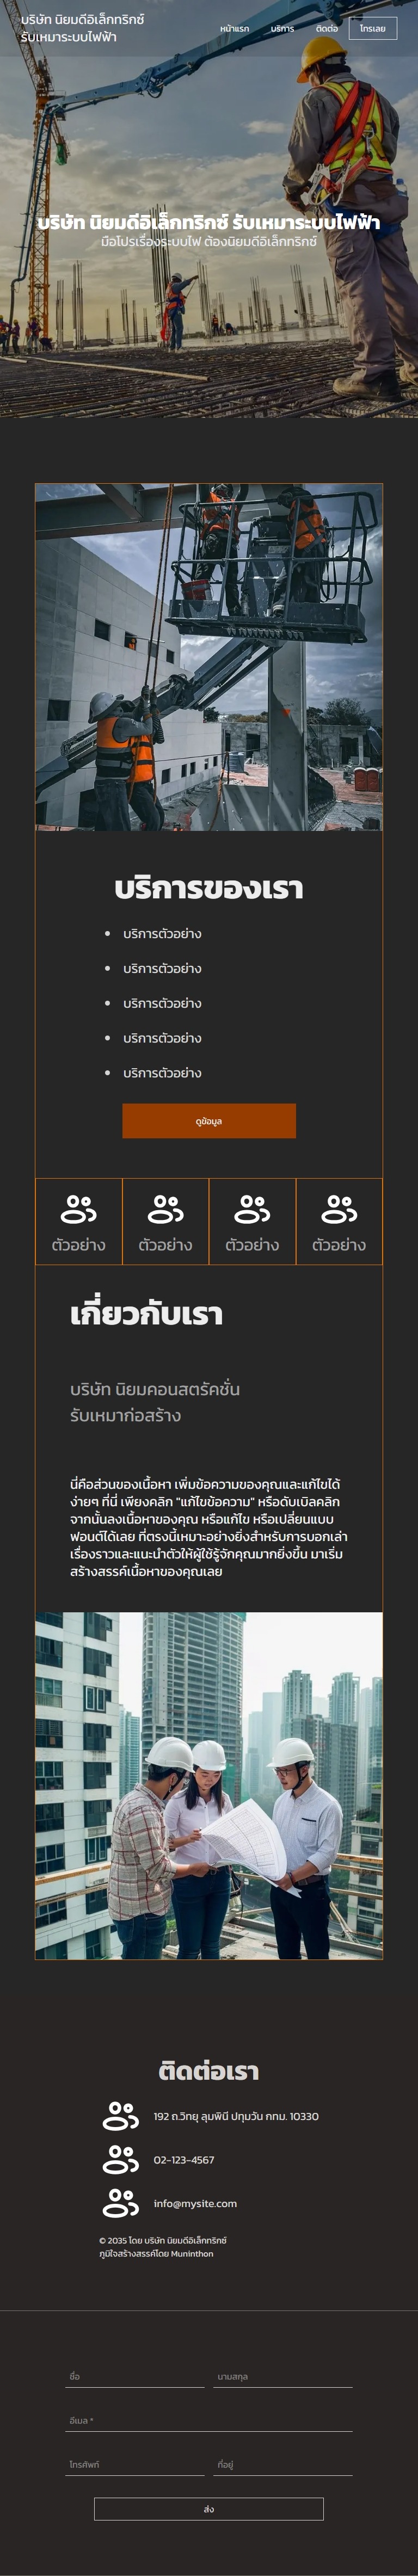 บริษัท นิยมดีอิเล็กทริกซ์
รับเหมาระบบไฟฟ้า
หน้าแรก
บริการ
ติดต่อ
โทรเลย
บริษัท นิยมดีอิเล็กทริกซ์ รับเหมาระบบไฟฟ้า
มือโปรเรื่องระบบไฟ ต้องนิยมดีอิเล็กทริกซ์
บริการของเรา
บริการตัวอย่าง
บริการตัวอย่าง
บริการตัวอย่าง
บริการตัวอย่าง
บริการตัวอย่าง
ดูข้อมูล
ตัวอย่าง
ตัวอย่าง
ตัวอย่าง
ตัวอย่าง
เกี่ยวกับเรา
บริษัท นิยมคอนสตรัคชั่น
รับเหมาก่อสร้าง
นี่คือส่วนของเนื้อหา เพิ่มข้อความของคุณและแก้ไขได้
ง่ายๆ ที่นี่ เพียงคลิก "แก้ไขข้อความ" หรือดับเบิลคลิก
จากนั้นลงเนื้อหาของคุณ หรือแก้ไข หรือเปลี่ยนแบบ
ฟอนต์ได้เลย ที่ตรงนี้เหมาะอย่างยิ่งสำหรับการบอกเล่า
เรื่องราวและแนะนำตัวให้ผู้ใช้รู้จักคุณมากยิ่งขึ้น มาเริ่ม
สร้างสรรค์เนื้อหาของคุณเลย
ติดต่อเรา
192 ถ.วิทยุ ลุมพินี ปทุมวัน กทม. 10330
02-123-4567
info@mysite.com
© 2035 โดย บริษัท นิยมดีอิเล็กทริกซ์
ภูมิใจสร้างสรรค์โดย Muninthon
ชื่อ
นามสกุล
อีเมล *
โทรศัพท์
ที่อยู่
ส่ง